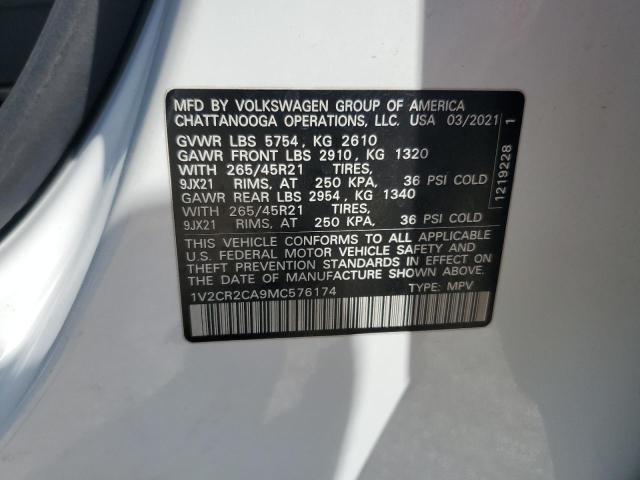 MFD BY VOLKSWAGEN GROUP OF AMERICA
CHATTANOOGA OPERATIONS, LLC. USA 03/2021
GVWR LBS 5754, KG 2610
GAWR FRONT LBS 2910, KG 1320
WITH 265/45R21 TIRES,
9JX21 RIMS, AT 250 KPA, 36 PSI COLD
GAWR REAR LBS 2954, KG 1340
WITH 265/45R21 TIRES,
9JX21 RIMS, AT 250 KPA, 36 PSI COLD
THIS VEHICLE CONFORMS TO ALL APPLICABLE
U.S. FEDERAL MOTOR VEHICLE SAFETY AND
THEFT PREVENTION STANDARDS IN EFFECT ON
THE DATE OF MANUFACTURE SHOWN ABOVE.
1V2CR2CA9MC576174 TYPE: MPV
1219228 1